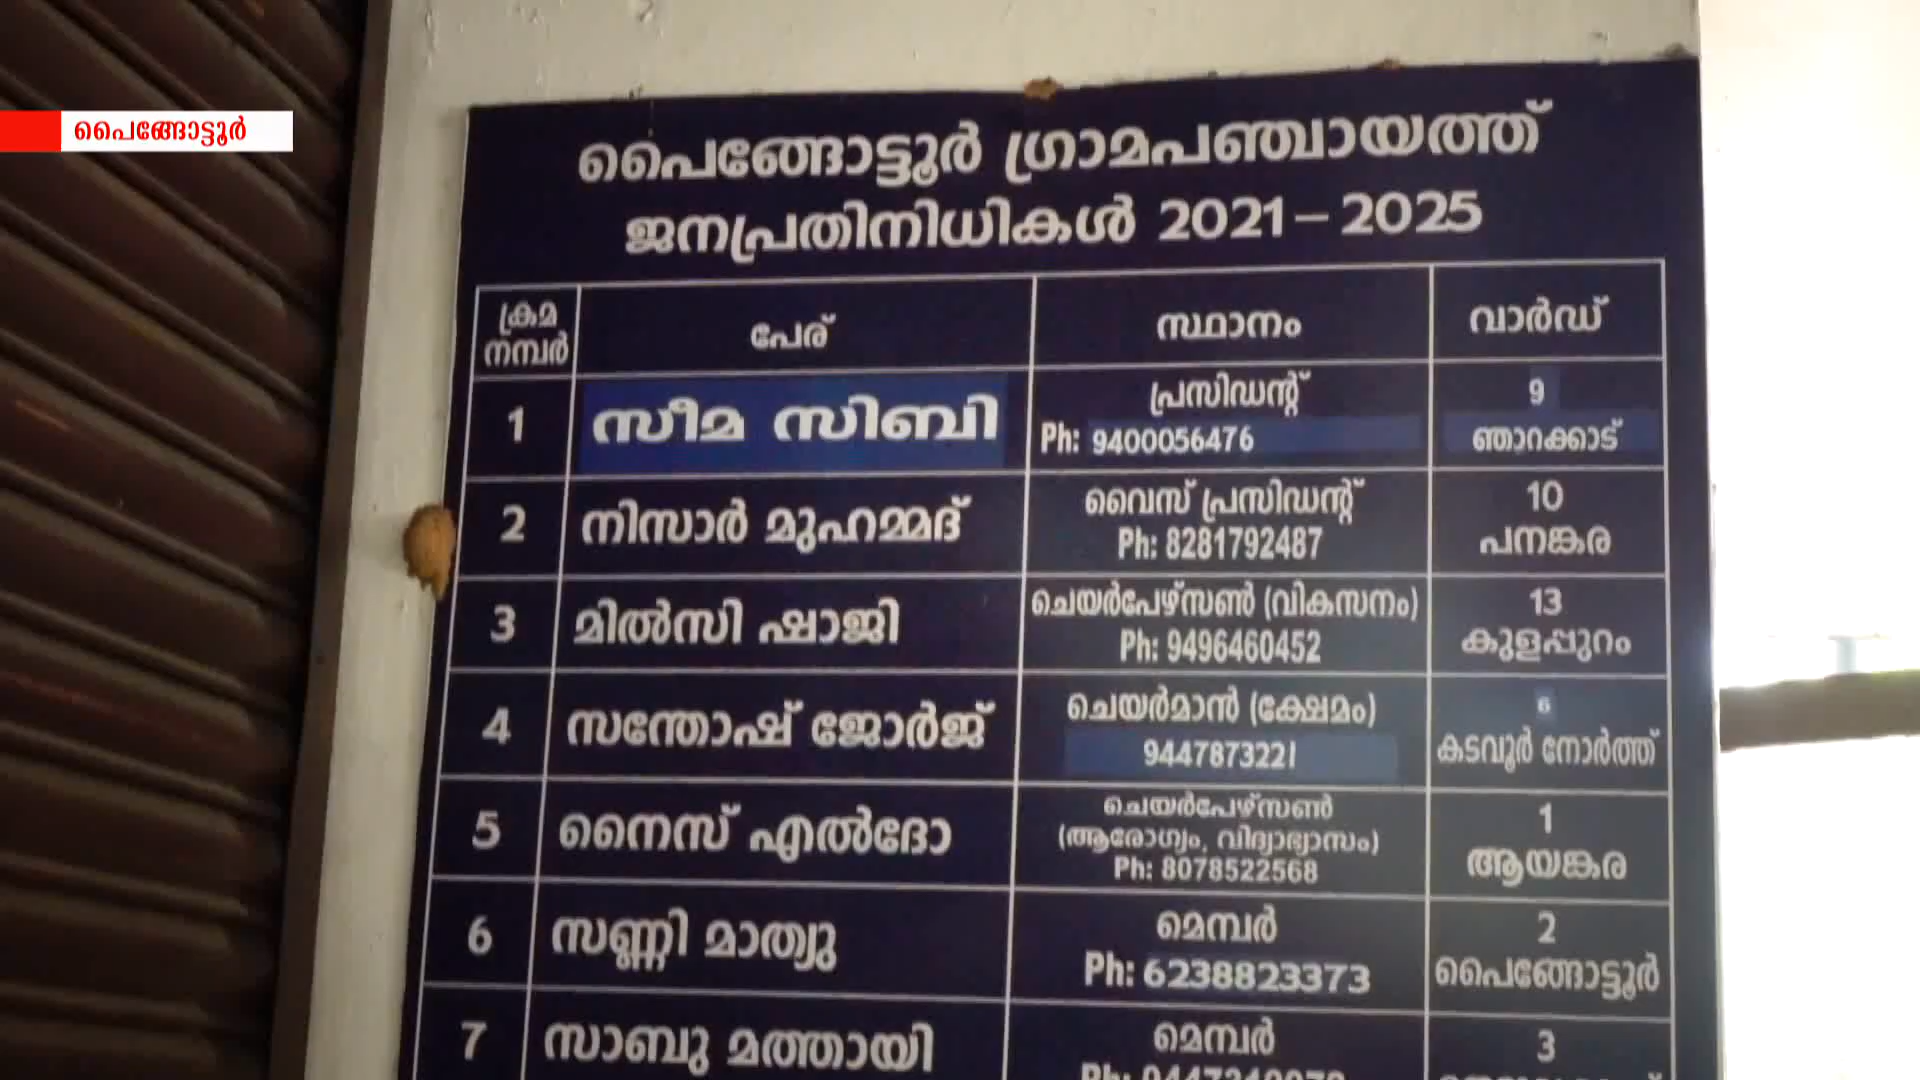 പൈങ്ങോട്ടൂർ
പൈങ്ങോട്ടൂർ ഗ്രാമപഞ്ചായത്ത്
ജനപ്രതിനിധികൾ 2021 – 2025
ക്രമ നമ്പർ പേര് സ്ഥാനം വാർഡ്
1 സീമ സിബി പ്രസിഡന്റ് 9
Ph: 9400056476 ഞാറക്കാട്
2 നിസാർ മുഹമ്മദ് വൈസ് പ്രസിഡന്റ് 10
Ph: 8281792487 പനങ്കര
3 മിൽസി ഷാജി ചെയർപേഴ്സൺ (വികസനം) 13
Ph: 9496460452 കുളപ്പുറം
4 സന്തോഷ് ജോർജ് ചെയർമാൻ (ക്ഷേമം) 6
9447873221 കടവൂർ നോർത്ത്
5 നൈസ് എൽദോ ചെയർപേഴ്സൺ 1
(ആരോഗ്യം, വിദ്യാഭ്യാസം) ആയങ്കര
Ph: 8078522568
6 സണ്ണി മാത്യു മെമ്പർ 2
Ph: 6238823373 പൈങ്ങോട്ടൂർ
7 സാബു മത്തായി മെമ്പർ 3